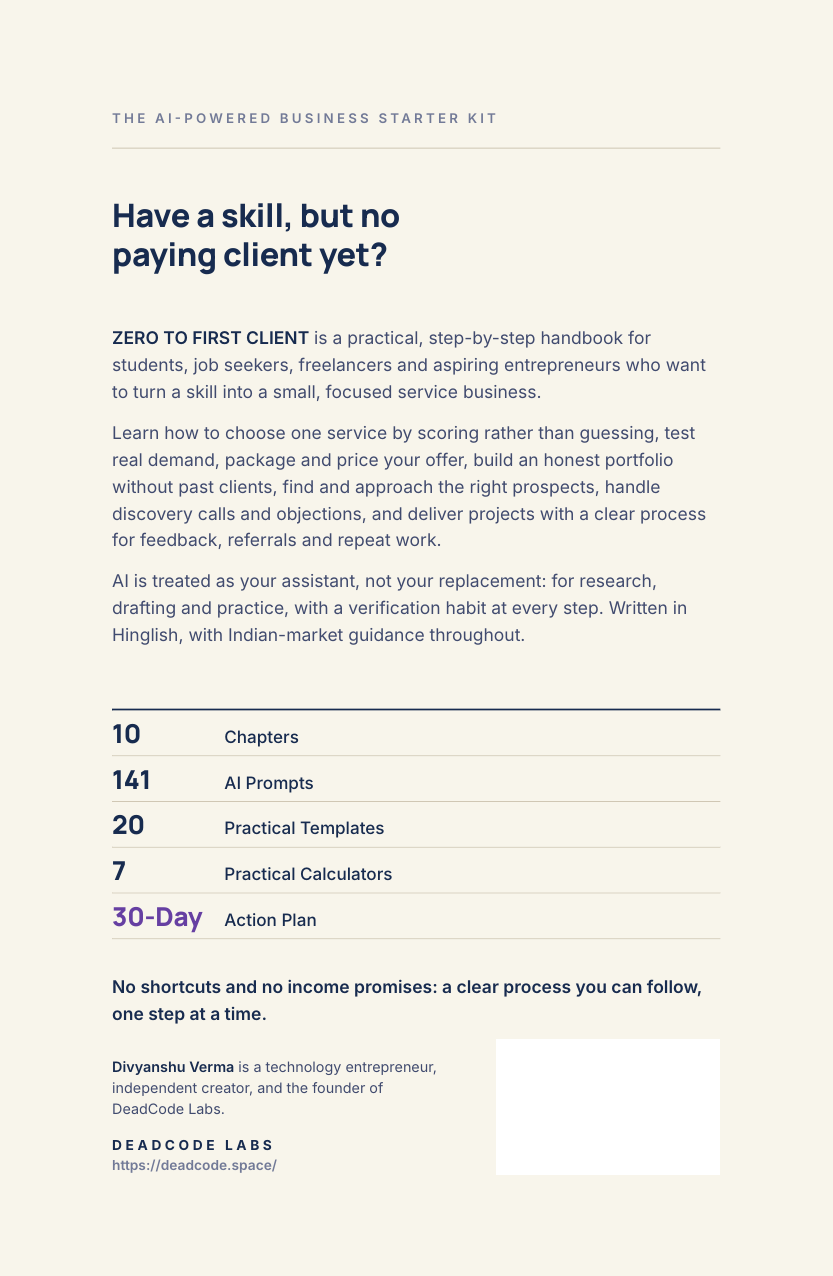 THE AI-POWERED BUSINESS STARTER KIT
Have a skill, but no
paying client yet?
ZERO TO FIRST CLIENT is a practical, step-by-step handbook for
students, job seekers, freelancers and aspiring entrepreneurs who want
to turn a skill into a small, focused service business.
Learn how to choose one service by scoring rather than guessing, test
real demand, package and price your offer, build an honest portfolio
without past clients, find and approach the right prospects, handle
discovery calls and objections, and deliver projects with a clear process
for feedback, referrals and repeat work.
AI is treated as your assistant, not your replacement: for research,
drafting and practice, with a verification habit at every step. Written in
Hinglish, with Indian-market guidance throughout.
10 Chapters
141 AI Prompts
20 Practical Templates
7 Practical Calculators
30-Day Action Plan
No shortcuts and no income promises: a clear process you can follow,
one step at a time.
Divyanshu Verma is a technology entrepreneur,
independent creator, and the founder of
DeadCode Labs.
DEADCODE LABS
https://deadcode.space/